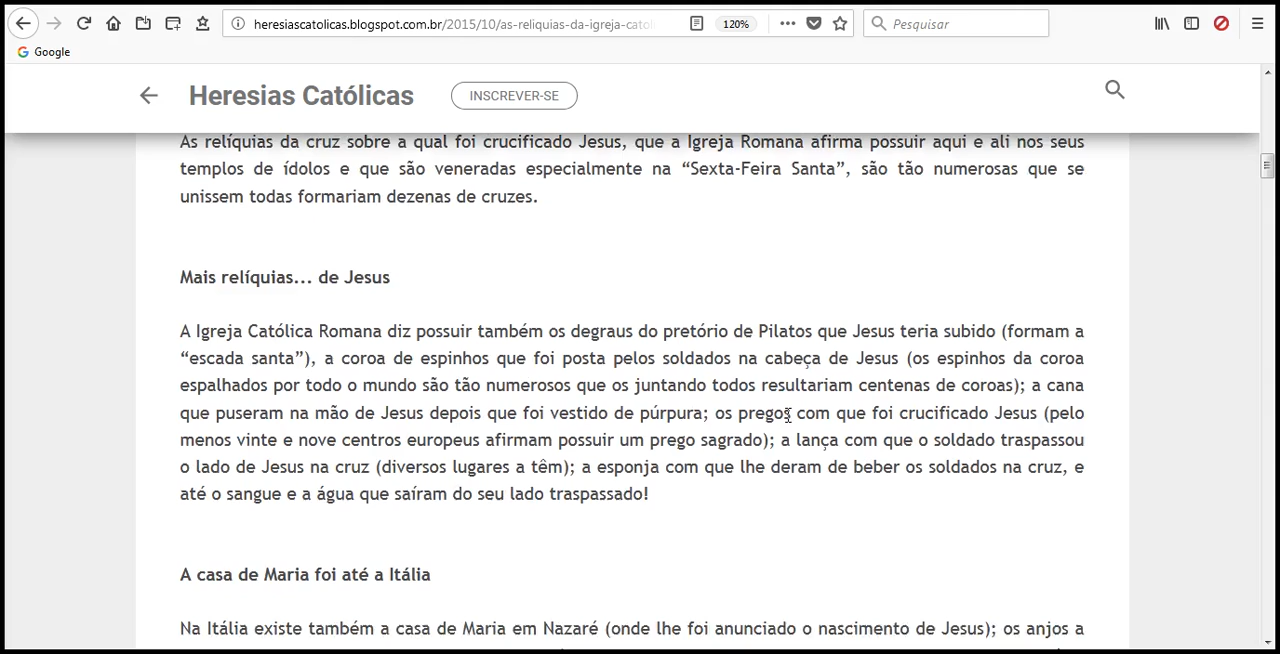 heresiascatolicas.blogspot.com.br/2015/10/as-reliquias-da-igreja-catol
120%
Pesquisar
Google
Heresias Católicas
INSCREVER-SE
As relíquias da cruz sobre a qual foi crucificado Jesus, que a Igreja Romana afirma possuir aqui e ali nos seus
templos de ídolos e que são veneradas especialmente na “Sexta-Feira Santa”, são tão numerosas que se
unissem todas formariam dezenas de cruzes.
Mais relíquias... de Jesus
A Igreja Católica Romana diz possuir também os degraus do pretório de Pilatos que Jesus teria subido (formam a
“escada santa”), a coroa de espinhos que foi posta pelos soldados na cabeça de Jesus (os espinhos da coroa
espalhados por todo o mundo são tão numerosos que os juntando todos resultariam centenas de coroas); a cana
que puseram na mão de Jesus depois que foi vestido de púrpura; os pregos com que foi crucificado Jesus (pelo
menos vinte e nove centros europeus afirmam possuir um prego sagrado); a lança com que o soldado traspassou
o lado de Jesus na cruz (diversos lugares a têm); a esponja com que lhe deram de beber os soldados na cruz, e
até o sangue e a água que saíram do seu lado traspassado!
A casa de Maria foi até a Itália
Na Itália existe também a casa de Maria em Nazaré (onde lhe foi anunciado o nascimento de Jesus); os anjos a